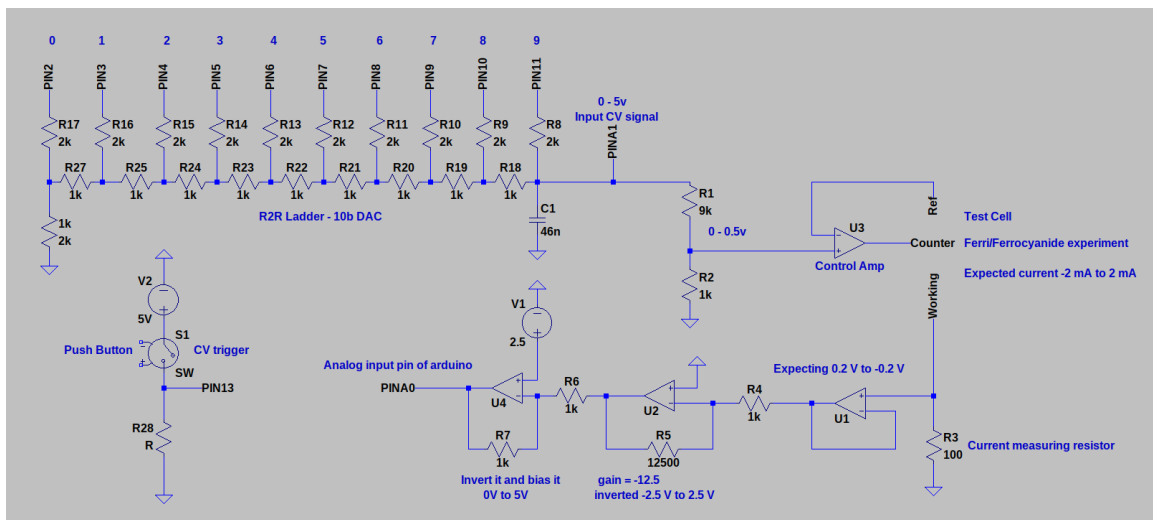 0 1 2 3 4 5 6 7 8 9
PIN2 PIN3 PIN4 PIN5 PIN6 PIN7 PIN8 PIN9 PIN10 PIN11
0 - 5v
Input CV signal
PINA1
R17 R16 R15 R14 R13 R12 R11 R10 R9 R8
2k 2k 2k 2k 2k 2k 2k 2k 2k 2k
R27 R25 R24 R23 R22 R21 R20 R19 R18
1k 1k 1k 1k 1k 1k 1k 1k 1k
1k
2k
R2R Ladder - 10b DAC
C1
46n
R1
9k
0 - 0.5v
R2
1k
U3
Control Amp
Ref
Counter
Working
Test Cell
Ferri/Ferrocyanide experiment
Expected current -2 mA to 2 mA
V2
5V
Push Button
S1
SW
CV trigger
PIN13
R28
R
V1
2.5
Analog input pin of arduino
PINA0
U4
R7
1k
Invert it and bias it
0V to 5V
R6
1k
U2
R5
12500
gain = -12.5
inverted -2.5 V to 2.5 V
R4
1k
Expecting 0.2 V to -0.2 V
U1
R3
100
Current measuring resistor